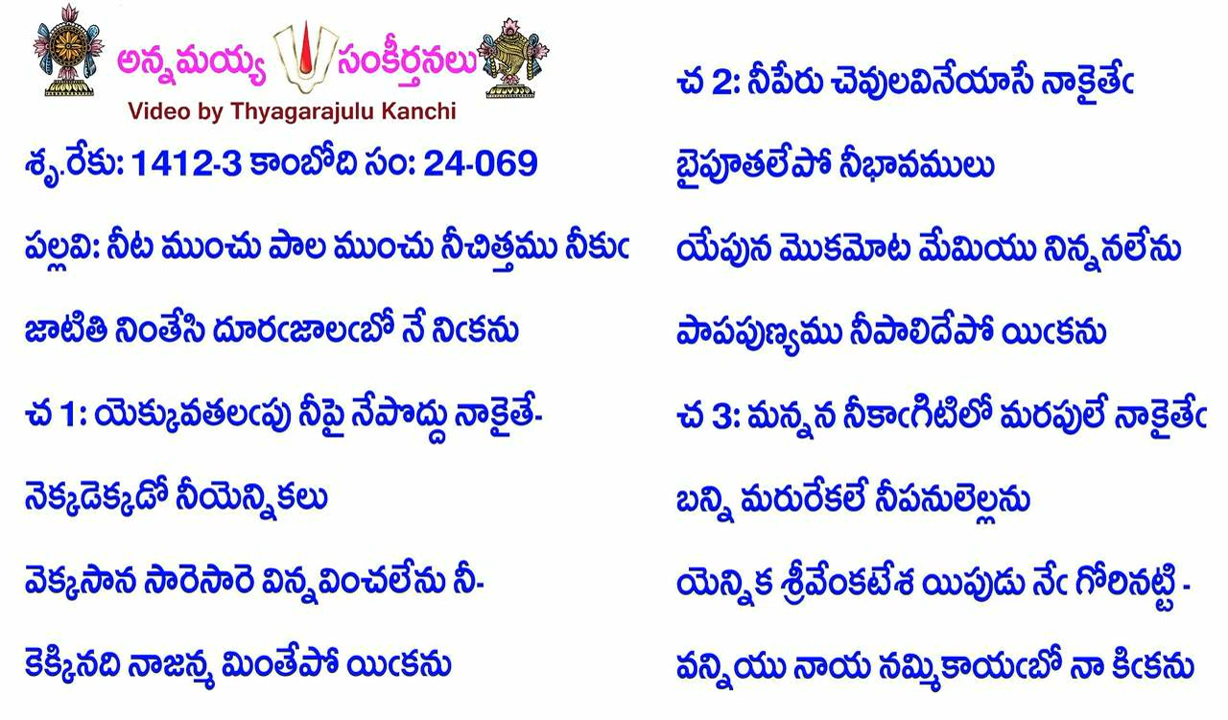 అన్నమయ్య సంకీర్తనలు
Video by Thyagarajulu Kanchi
శృ.రేకు: 1412-3 కాంబోది సం: 24-069
పల్లవి: నీట ముంచు పాల ముంచు నీచిత్తము నీకుఁ
జాటితి నింతేసి దూరఁజాలఁబో నే నిఁకను
చ 1: యెక్కువతలఁపు నీపై నేపొద్దు నాకైతే-
నెక్కడెక్కడో నీయెన్నికలు
వెక్కసాన సారెసారె విన్నవించలేను నీ-
కెక్కినది నాజన్మ మింతేపో యిఁకను
చ 2: నీపేరు చెవులవినేయాసే నాకైతేఁ
బైపూతలేపో నీభావములు
యేపున మొకమోట మేమియు నిన్ననలేను
పాపపుణ్యము నీపాలిదేపో యిఁకను
చ 3: మన్నన నీకాఁగిటిలో మరపులే నాకైతేఁ
బన్ని మరురేకలే నీపనులెల్లను
యెన్నిక శ్రీవేంకటేశ యిపుడు నేఁ గోరినట్టి -
వన్నియు నాయ నమ్మికాయఁబో నా కిఁకను